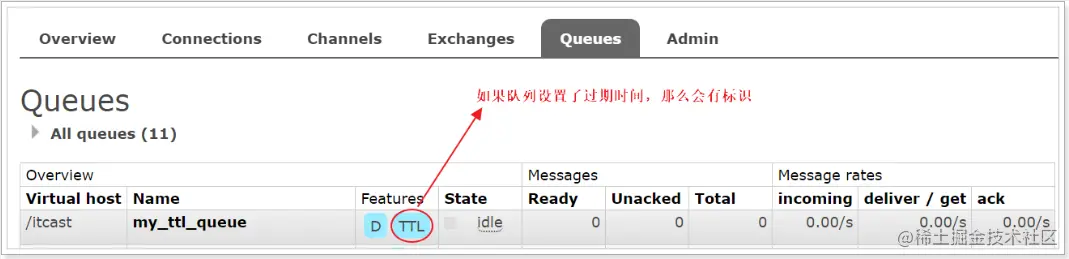 Overview Connections Channels Exchanges Queues Admin
Queues
如果队列设置了过期时间，那么会有标识
All queues (11)
Overview Messages Message rates
Virtual host Name Features State Ready Unacked Total incoming deliver / get ack
/itcast my_ttl_queue D TTL idle 0 0 0 0.00/s 0.00/s 0.00/s
@稀土掘金技术社区